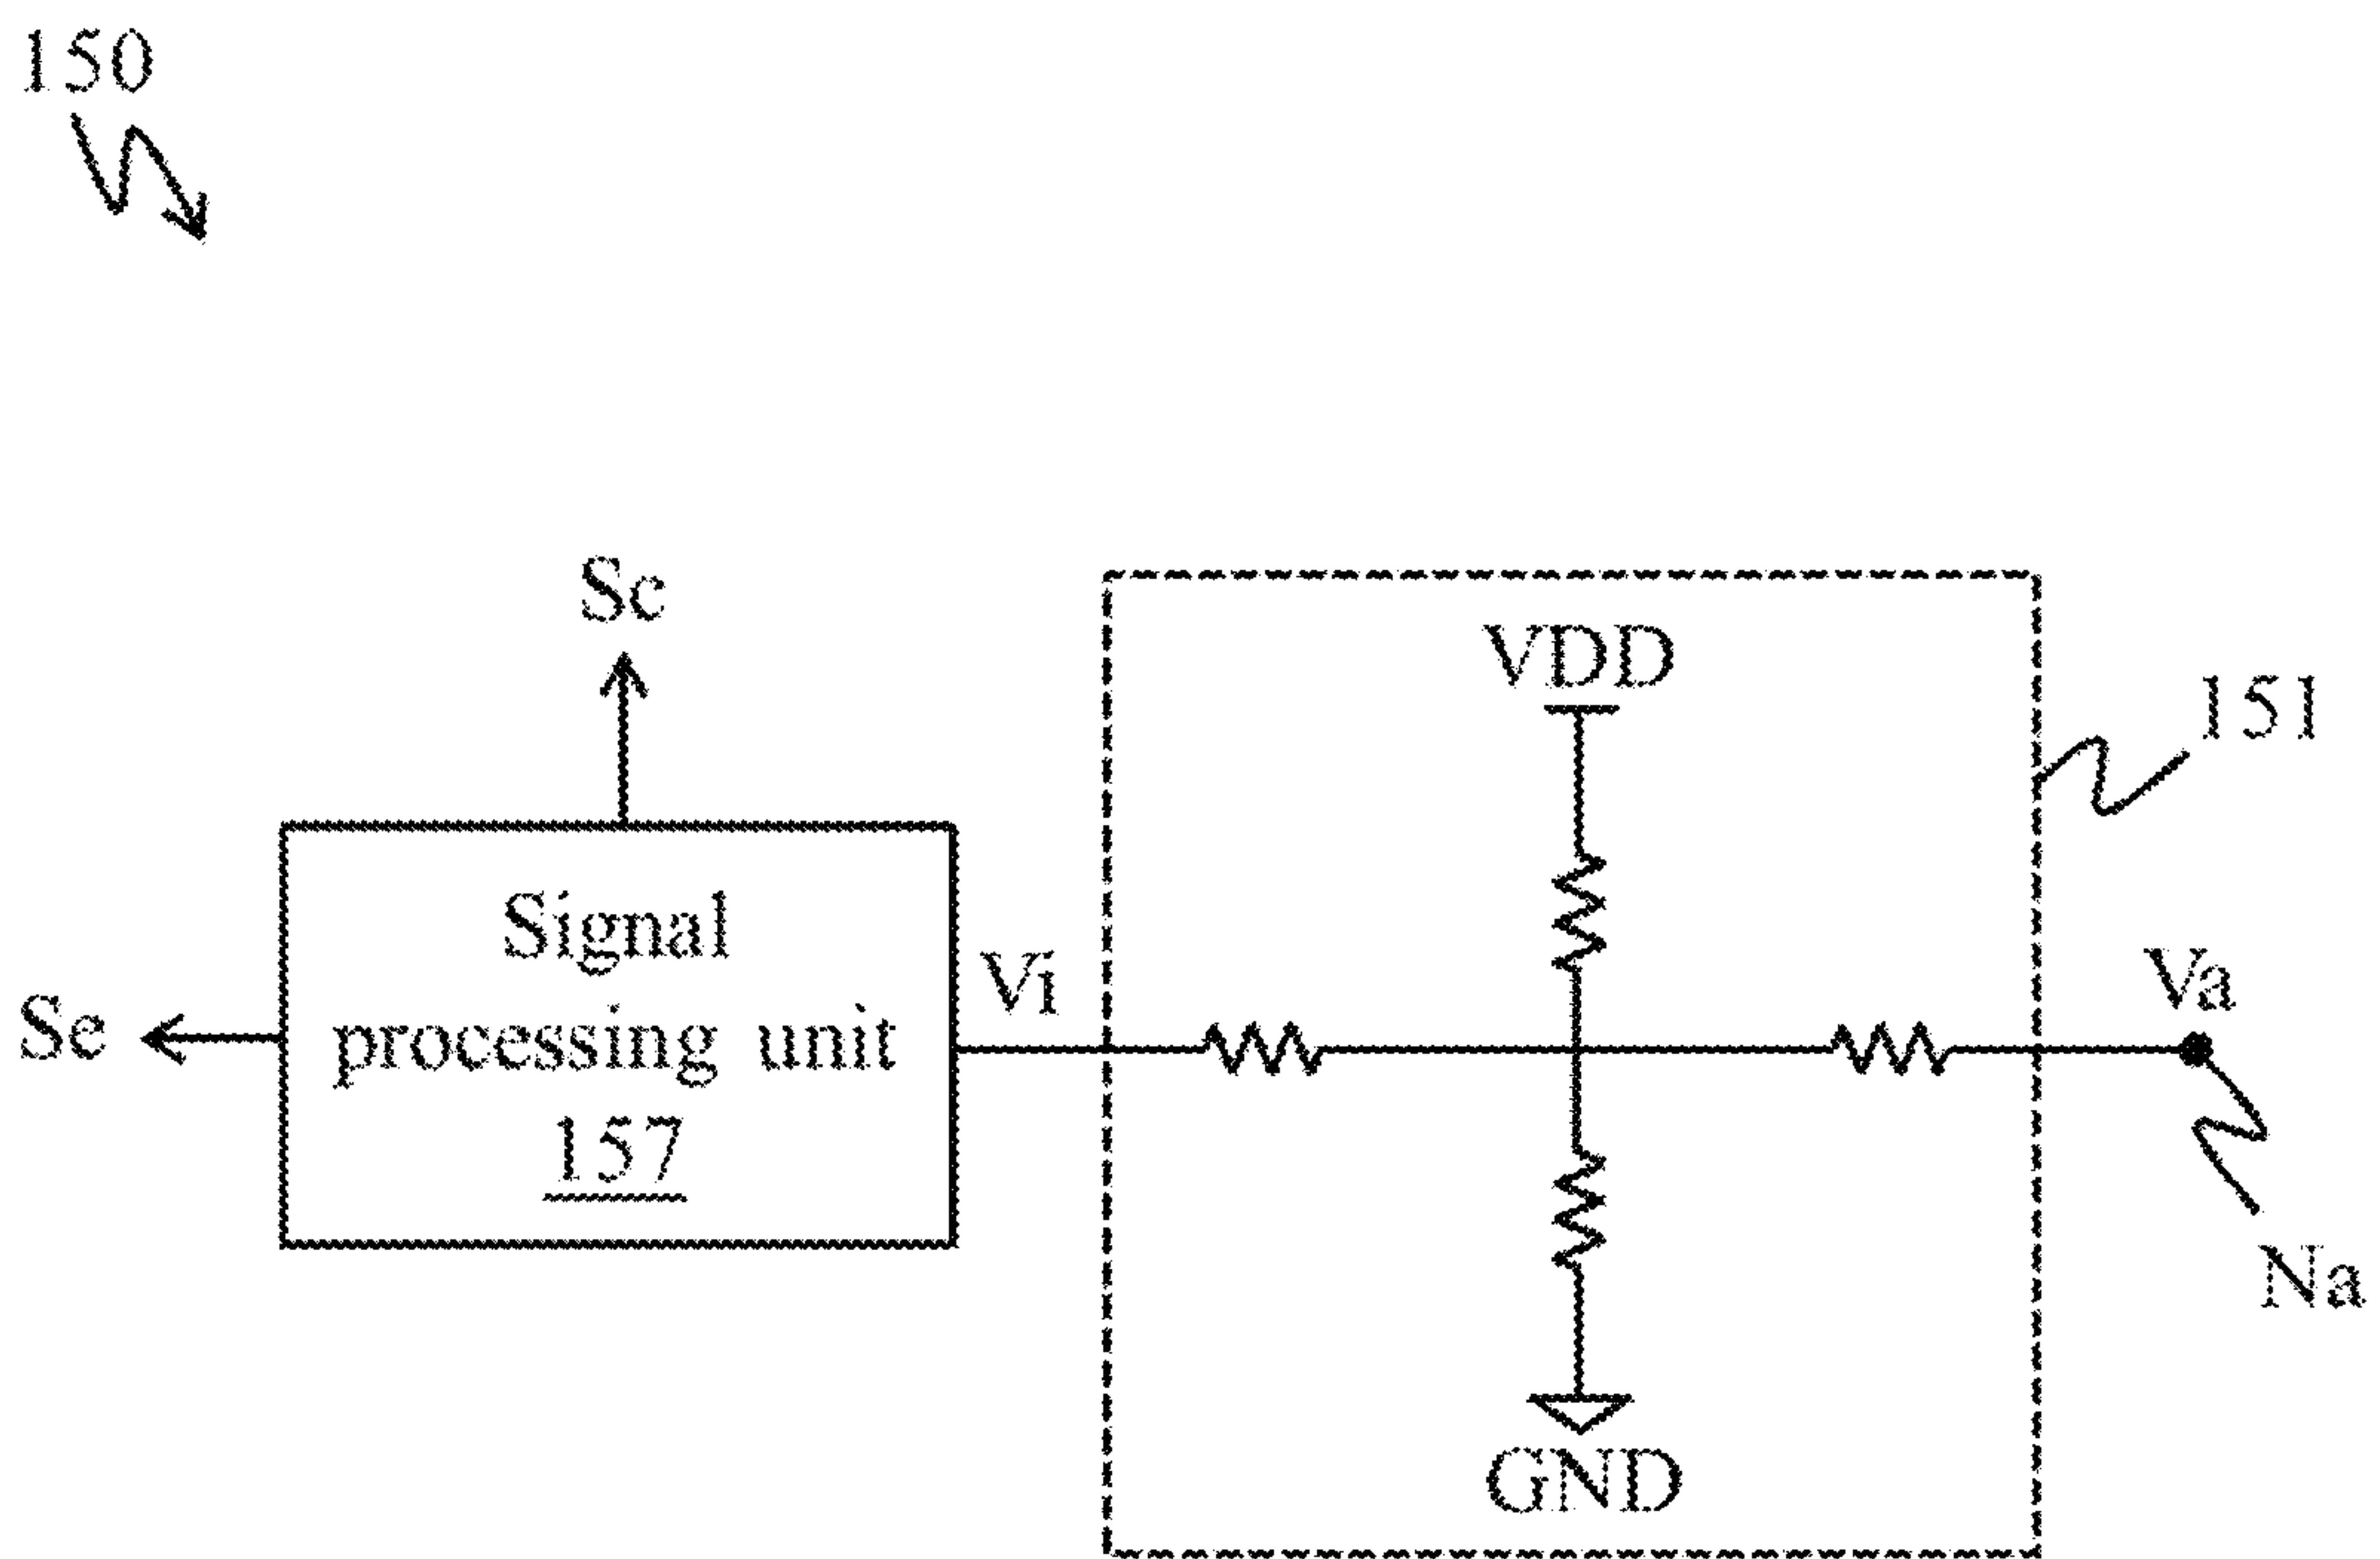 150
Sc
VDD
151
Signal
processing unit
157
Se
Vi
Va
Na
GND